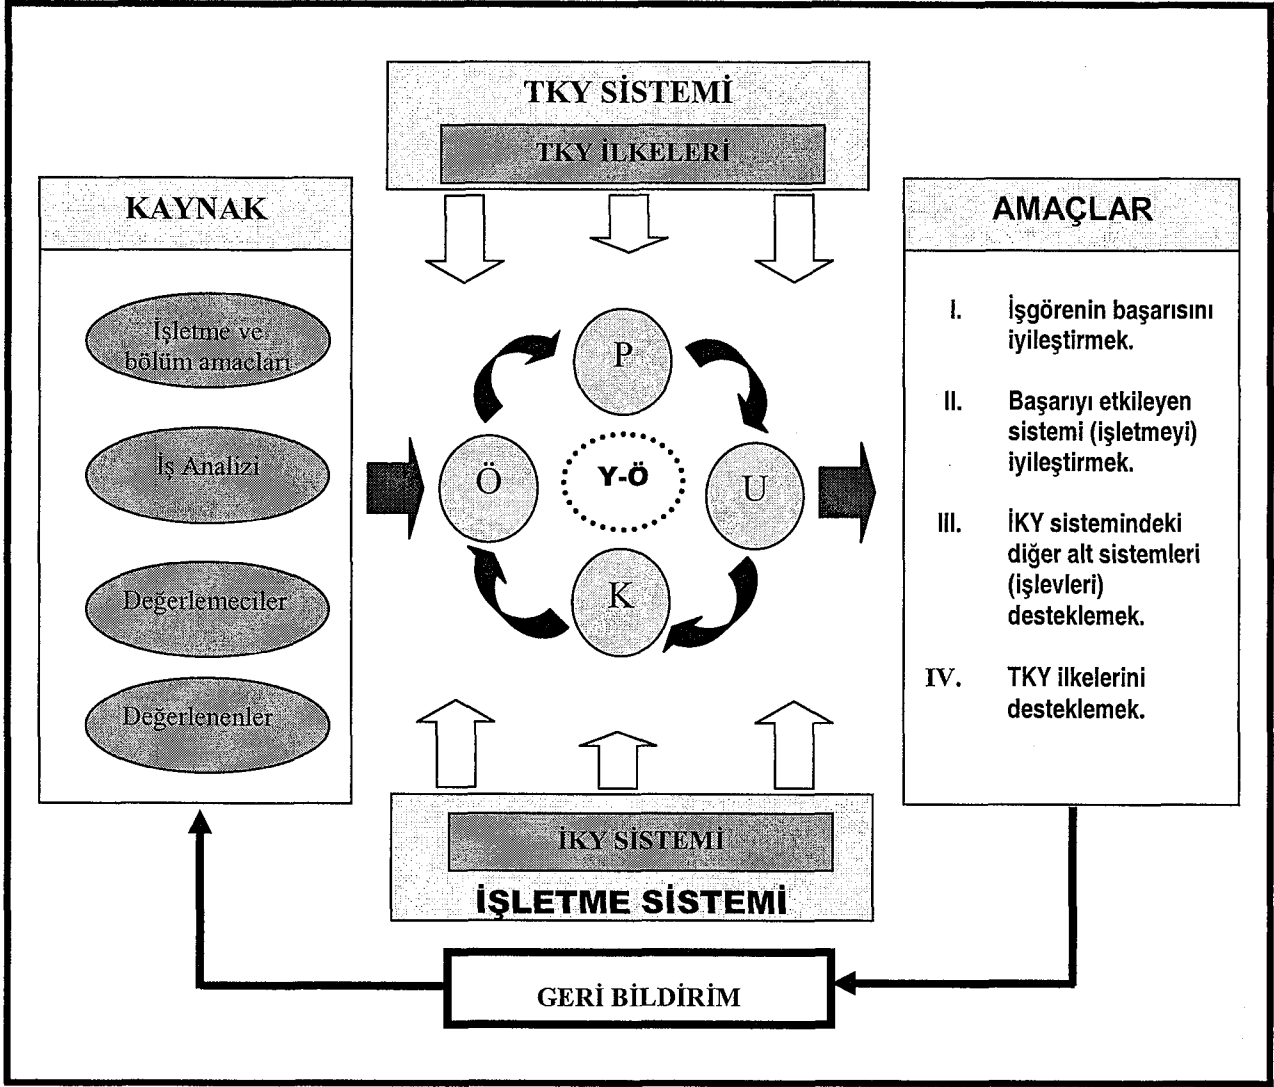 TKY SİSTEMİ
TKY İLKELERİ
KAYNAK
İşletme ve
bölüm amaçları
İş Analizi
Değerlemeciler
Değerlenenler
P
Ö
Y-Ö
U
K
AMAÇLAR
I. İşgörenin başarısını
iyileştirmek.
II. Başarıyı etkileyen
sistemi (işletmeyi)
iyileştirmek.
III. İKY sistemindeki
diğer alt sistemleri
(işlevleri)
desteklemek.
IV. TKY ilkelerini
desteklemek.
İKY SİSTEMİ
İŞLETME SİSTEMİ
GERİ BİLDİRİM